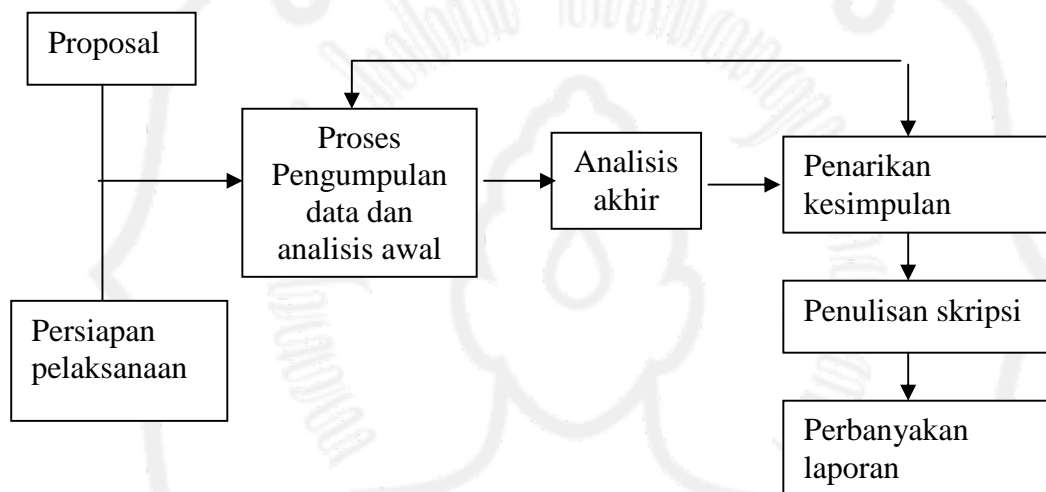 Proposal
Proses
Pengumpulan
data dan
analisis awal
Analisis
akhir
Penarikan
kesimpulan
Persiapan
pelaksanaan
Penulisan skripsi
Perbanyakan
laporan